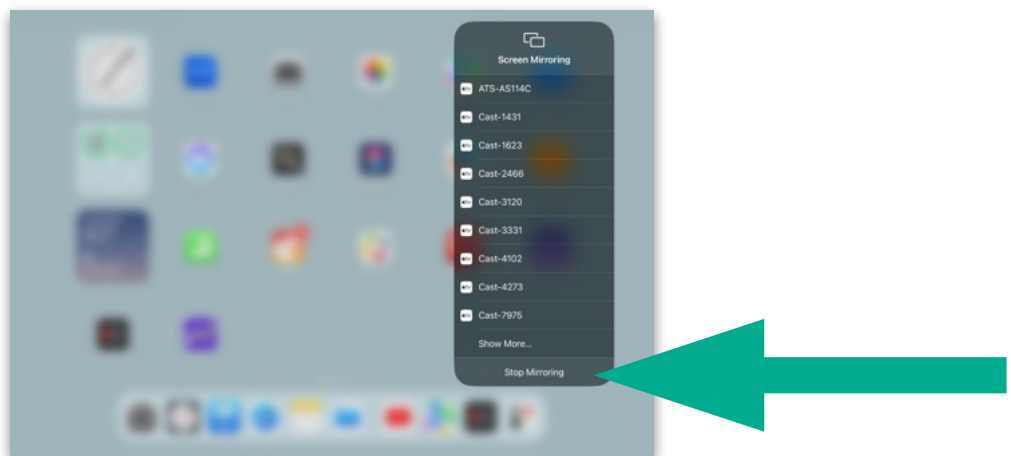 Screen Mirroring
ATS-AS114C
Cast-1431
Cast-1623
Cast-2466
Cast-3120
Cast-3331
Cast-4102
Cast-4273
Cast-7975
Show More...
Stop Mirroring